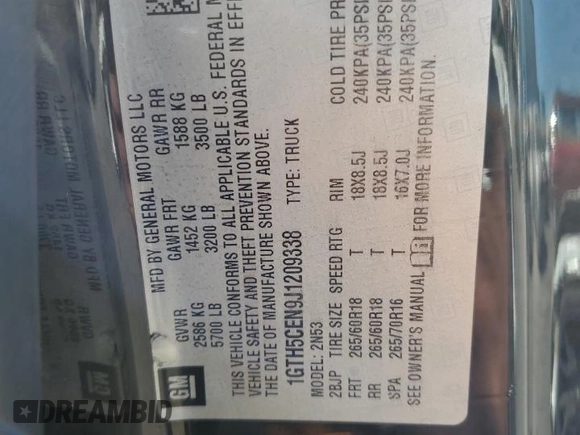 GM
MFD BY GENERAL MOTORS LLC
GVWR GAWR FRT GAWR RR
2586 KG 1452 KG 1588 KG
5700 LB 3200 LB 3500 LB
THIS VEHICLE CONFORMS TO ALL APPLICABLE U.S. FEDERAL M
VEHICLE SAFETY AND THEFT PREVENTION STANDARDS IN EFFE
THE DATE OF MANUFACTURE SHOWN ABOVE.
1GTH5CEN9J1209338 TYPE: TRUCK
MODEL: 2N53
2BJP TIRE SIZE SPEED RTG RIM COLD TIRE PR
FRT 265/60R18 T 18X8.5J 240KPA(35PSI
RR 265/60R18 T 18X8.5J 240KPA(35PSI
SPA 265/70R16 T 16X7.0J 240KPA(35PSI
SEE OWNER'S MANUAL FOR MORE INFORMATION.
DREAMBID